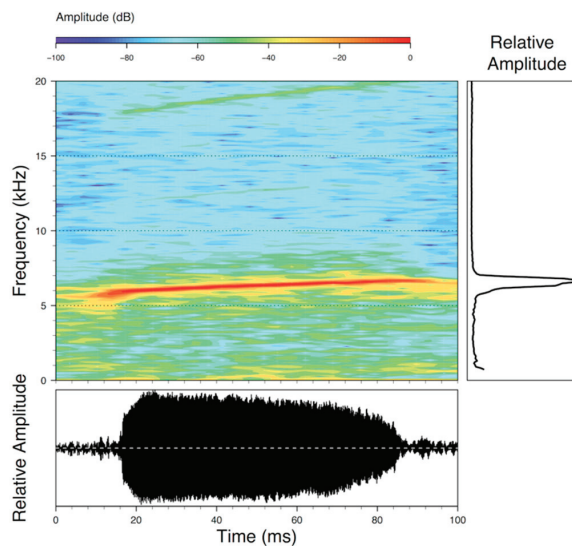 Amplitude (dB)
−100 −80 −60 −40 −20 0
Relative
Amplitude
20
15
10
5
0
Frequency (kHz)
Relative Amplitude
0 20 40 60 80 100
Time (ms)